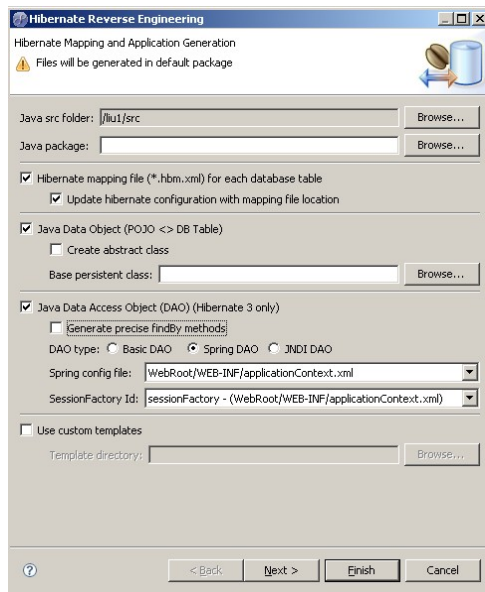 Hibernate Reverse Engineering
Hibernate Mapping and Application Generation
Files will be generated in default package
Java src folder: /liu1/src Browse...
Java package: Browse...
Hibernate mapping file (*.hbm.xml) for each database table
Update hibernate configuration with mapping file location
Java Data Object (POJO <> DB Table)
Create abstract class
Base persistent class: Browse...
Java Data Access Object (DAO) (Hibernate 3 only)
Generate precise findBy methods
DAO type: Basic DAO Spring DAO JNDI DAO
Spring config file: WebRoot/WEB-INF/applicationContext.xml
SessionFactory Id: sessionFactory - (WebRoot/WEB-INF/applicationContext.xml)
Use custom templates
Template directory: Browse...
< Back Next > Finish Cancel